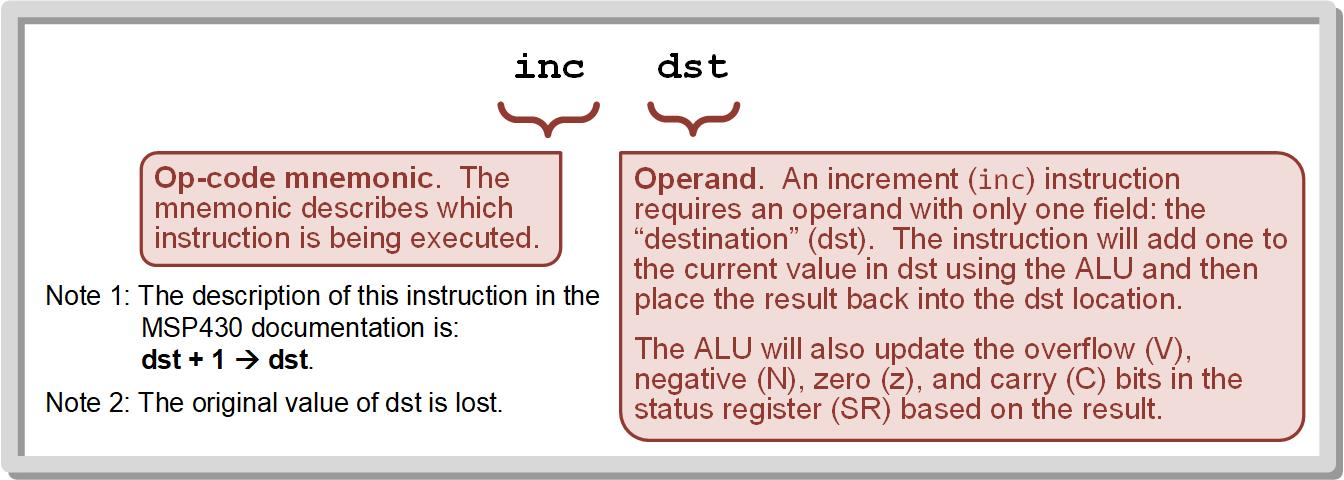 inc dst
Op-code mnemonic. The
mnemonic describes which
instruction is being executed.
Operand. An increment (inc) instruction
requires an operand with only one field: the
“destination” (dst). The instruction will add one to
the current value in dst using the ALU and then
place the result back into the dst location.
The ALU will also update the overflow (V),
negative (N), zero (z), and carry (C) bits in the
status register (SR) based on the result.
Note 1: The description of this instruction in the
MSP430 documentation is:
dst + 1 → dst.
Note 2: The original value of dst is lost.